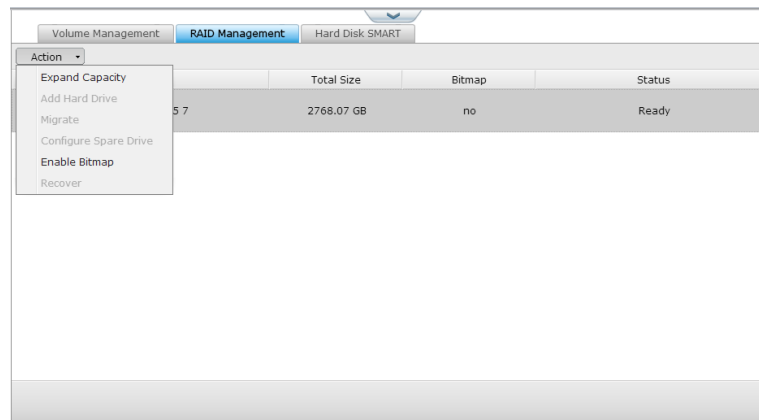 Volume Management RAID Management Hard Disk SMART
Action
Expand Capacity
Total Size Bitmap Status
Add Hard Drive
5 7 2768.07 GB no Ready
Migrate
Configure Spare Drive
Enable Bitmap
Recover